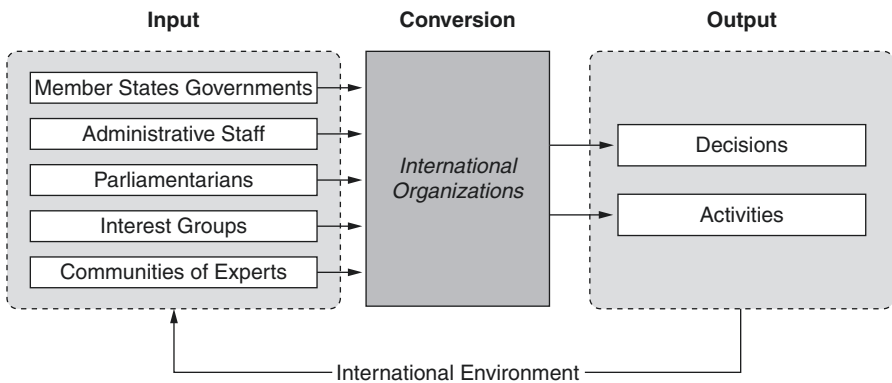 Input
Conversion
Output
Member States Governments
Administrative Staff
Parliamentarians
Interest Groups
Communities of Experts
International
Organizations
Decisions
Activities
International Environment